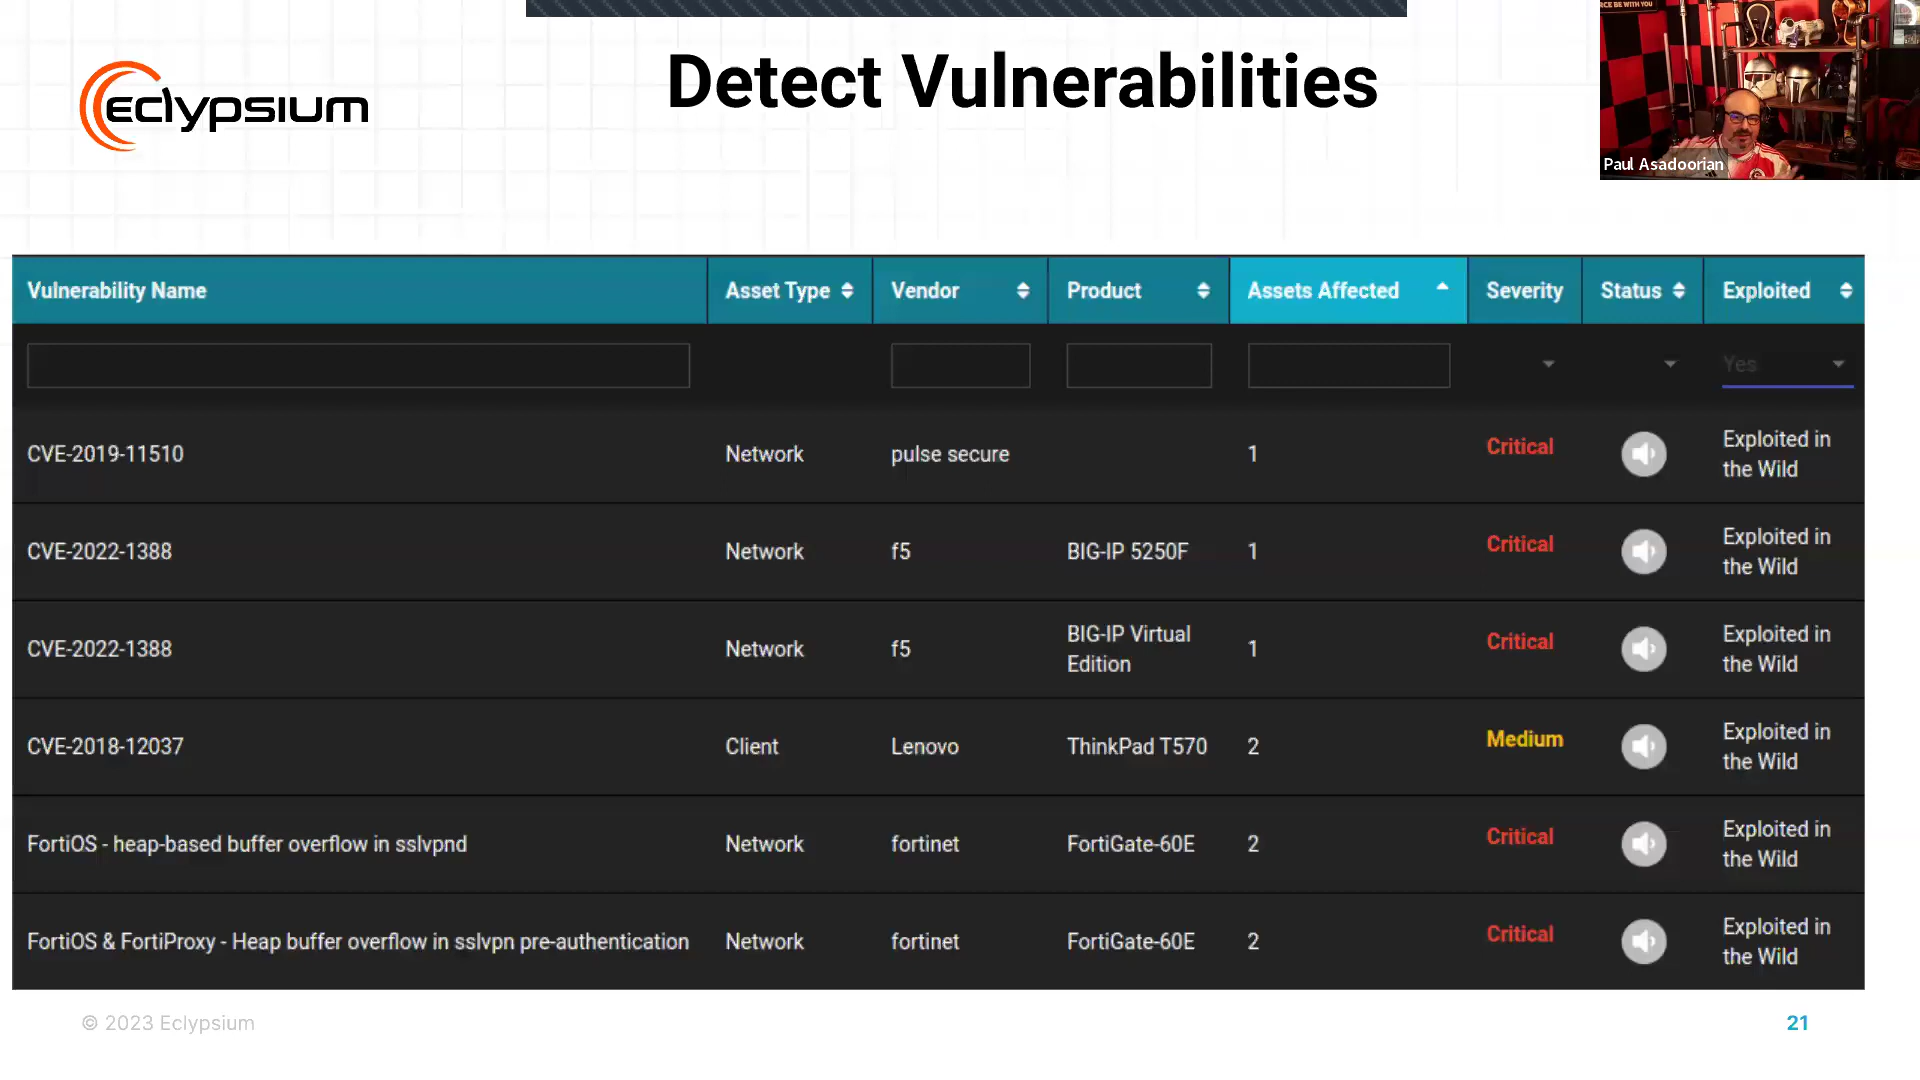 RCE BE WITH YOU
Eclypsium
Detect Vulnerabilities
Paul Asadoorian
Vulnerability Name Asset Type Vendor Product Assets Affected Severity Status Exploited
Yes
CVE-2019-11510 Network pulse secure 1 Critical Exploited in
the Wild
CVE-2022-1388 Network f5 BIG-IP 5250F 1 Critical Exploited in
the Wild
CVE-2022-1388 Network f5 BIG-IP Virtual
Edition 1 Critical Exploited in
the Wild
CVE-2018-12037 Client Lenovo ThinkPad T570 2 Medium Exploited in
the Wild
FortiOS - heap-based buffer overflow in sslvpnd Network fortinet FortiGate-60E 2 Critical Exploited in
the Wild
FortiOS & FortiProxy - Heap buffer overflow in sslvpn pre-authentication Network fortinet FortiGate-60E 2 Critical Exploited in
the Wild
© 2023 Eclypsium
21